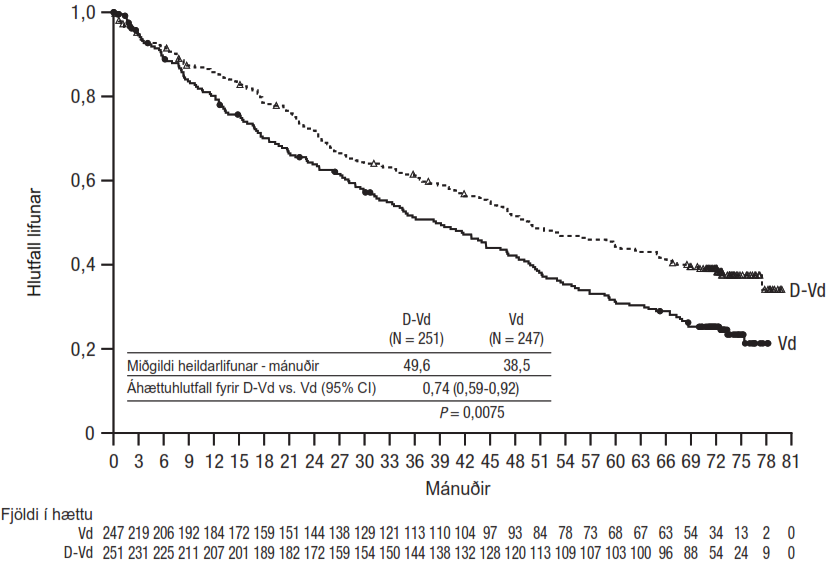 1,0
0,8
0,6
0,4
0,2
0
Hlutfall lifunar
D-Vd
Vd
D-Vd Vd
(N = 251) (N = 247)
Miðgildi heildarlifunar - mánuðir 49,6 38,5
Áhættuhlutfall fyrir D-Vd vs. Vd (95% CI) 0,74 (0,59-0,92)
P = 0,0075
0 3 6 9 12 15 18 21 24 27 30 33 36 39 42 45 48 51 54 57 60 63 66 69 72 75 78 81
Mánuðir
Fjöldi í hættu
Vd 247 219 206 192 184 172 159 151 144 138 129 121 113 110 104 97 93 84 78 73 68 67 63 54 34 13 2 0
D-Vd 251 231 225 211 207 201 189 182 172 159 154 150 144 138 132 128 120 113 109 107 103 100 96 88 54 24 9 0